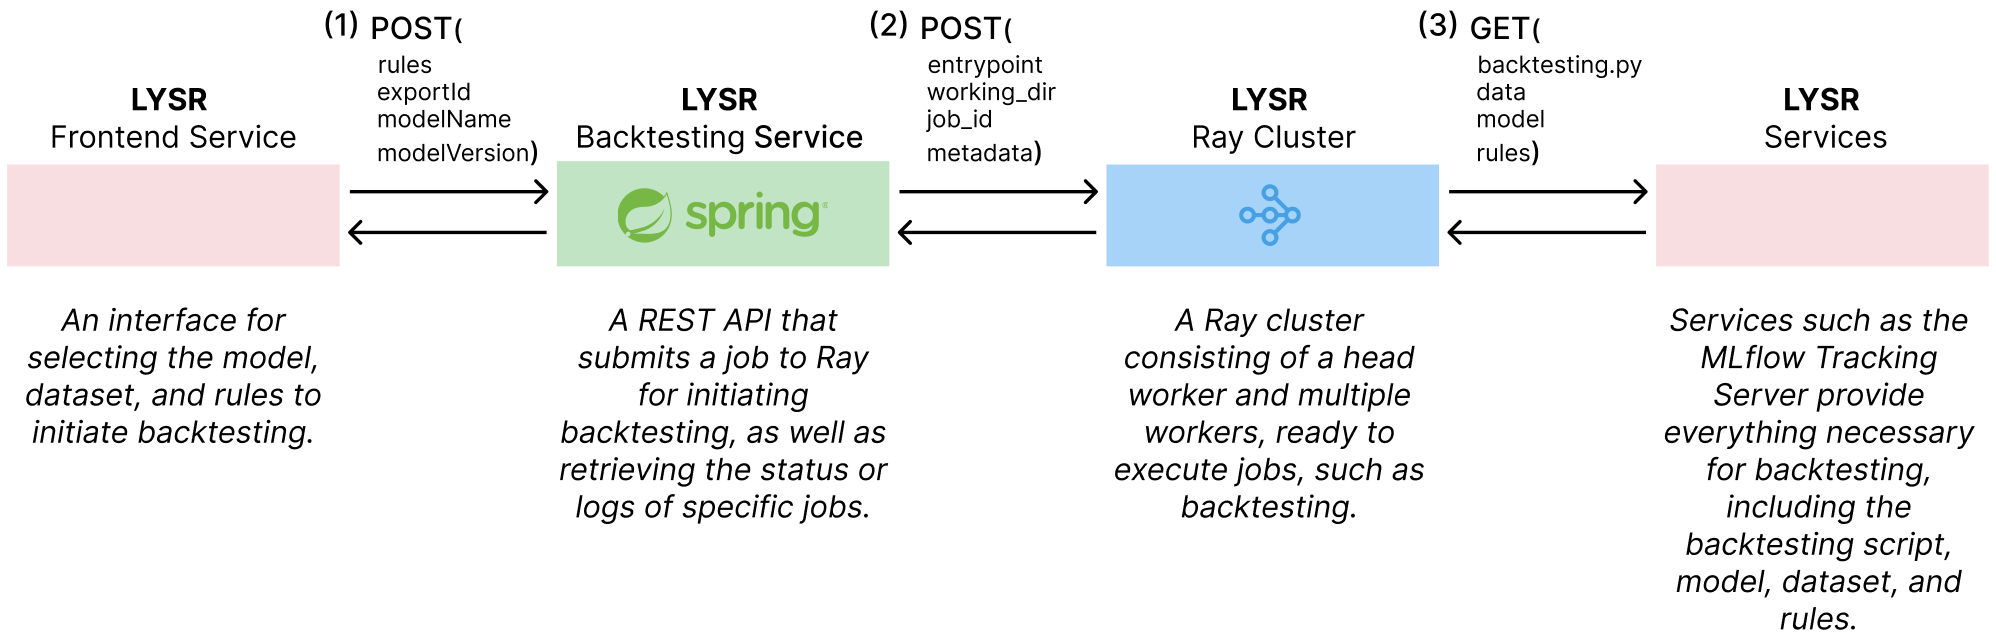 (1) POST(
rules
exportId
modelName
modelVersion)
(2) POST(
entrypoint
working_dir
job_id
metadata)
(3) GET(
backtesting.py
data
model
rules)
LYSR
Frontend Service
LYSR
Backtesting Service
LYSR
Ray Cluster
LYSR
Services
spring
An interface for
selecting the model,
dataset, and rules to
initiate backtesting.
A REST API that
submits a job to Ray
for initiating
backtesting, as well as
retrieving the status or
logs of specific jobs.
A Ray cluster
consisting of a head
worker and multiple
workers, ready to
execute jobs, such as
backtesting.
Services such as the
MLflow Tracking
Server provide
everything necessary
for backtesting,
including the
backtesting script,
model, dataset, and
rules.